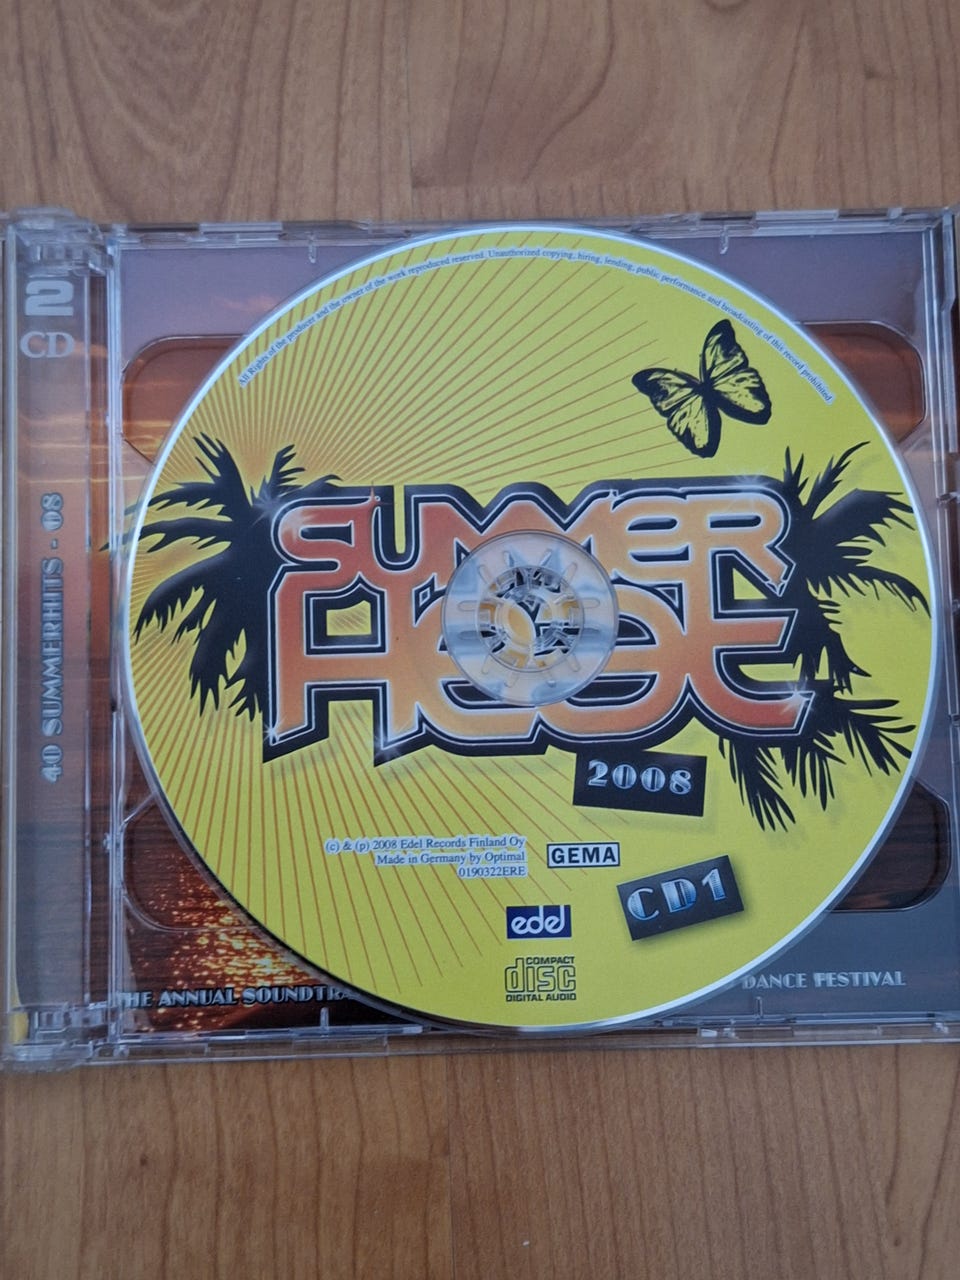 2
CD
40 SUMMERHITS - 08
All Rights of the producer and the owner of the work reproduced reserved. Unauthorized copying, hiring, lending, public performance and broadcasting of this record prohibited.
SUMMER
HEAT
2008
(c) & (p) 2008 Edel Records Finland Oy
Made in Germany by Optimal
0190322ERE
GEMA
CD1
edel
COMPACT
disc
DIGITAL AUDIO
THE ANNUAL SOUNDTRA
DANCE FESTIVAL